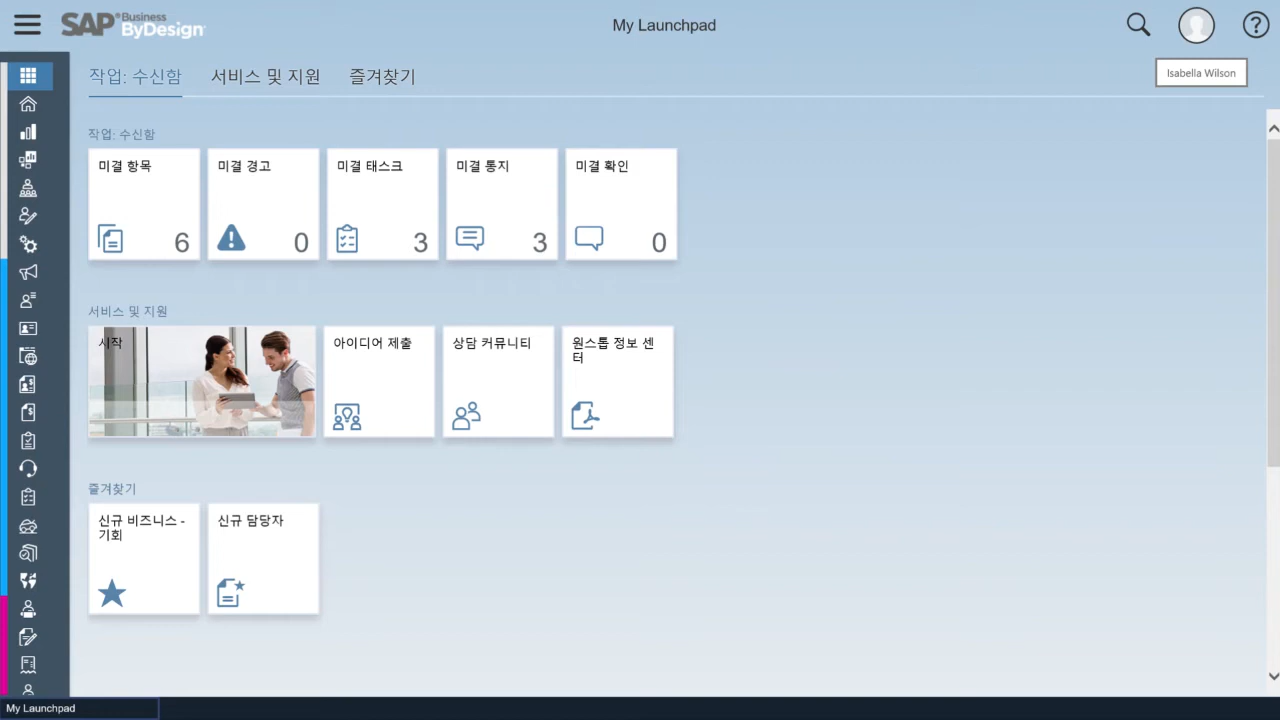 SAP Business ByDesign
My Launchpad
Isabella Wilson
작업: 수신함 서비스 및 지원 즐겨찾기
작업: 수신함
미결 항목
6
미결 경고
0
미결 태스크
3
미결 통지
3
미결 확인
0
서비스 및 지원
시작
아이디어 제출
상담 커뮤니티
원스톱 정보 센
터
즐겨찾기
신규 비즈니스 -
기회
신규 담당자
My Launchpad